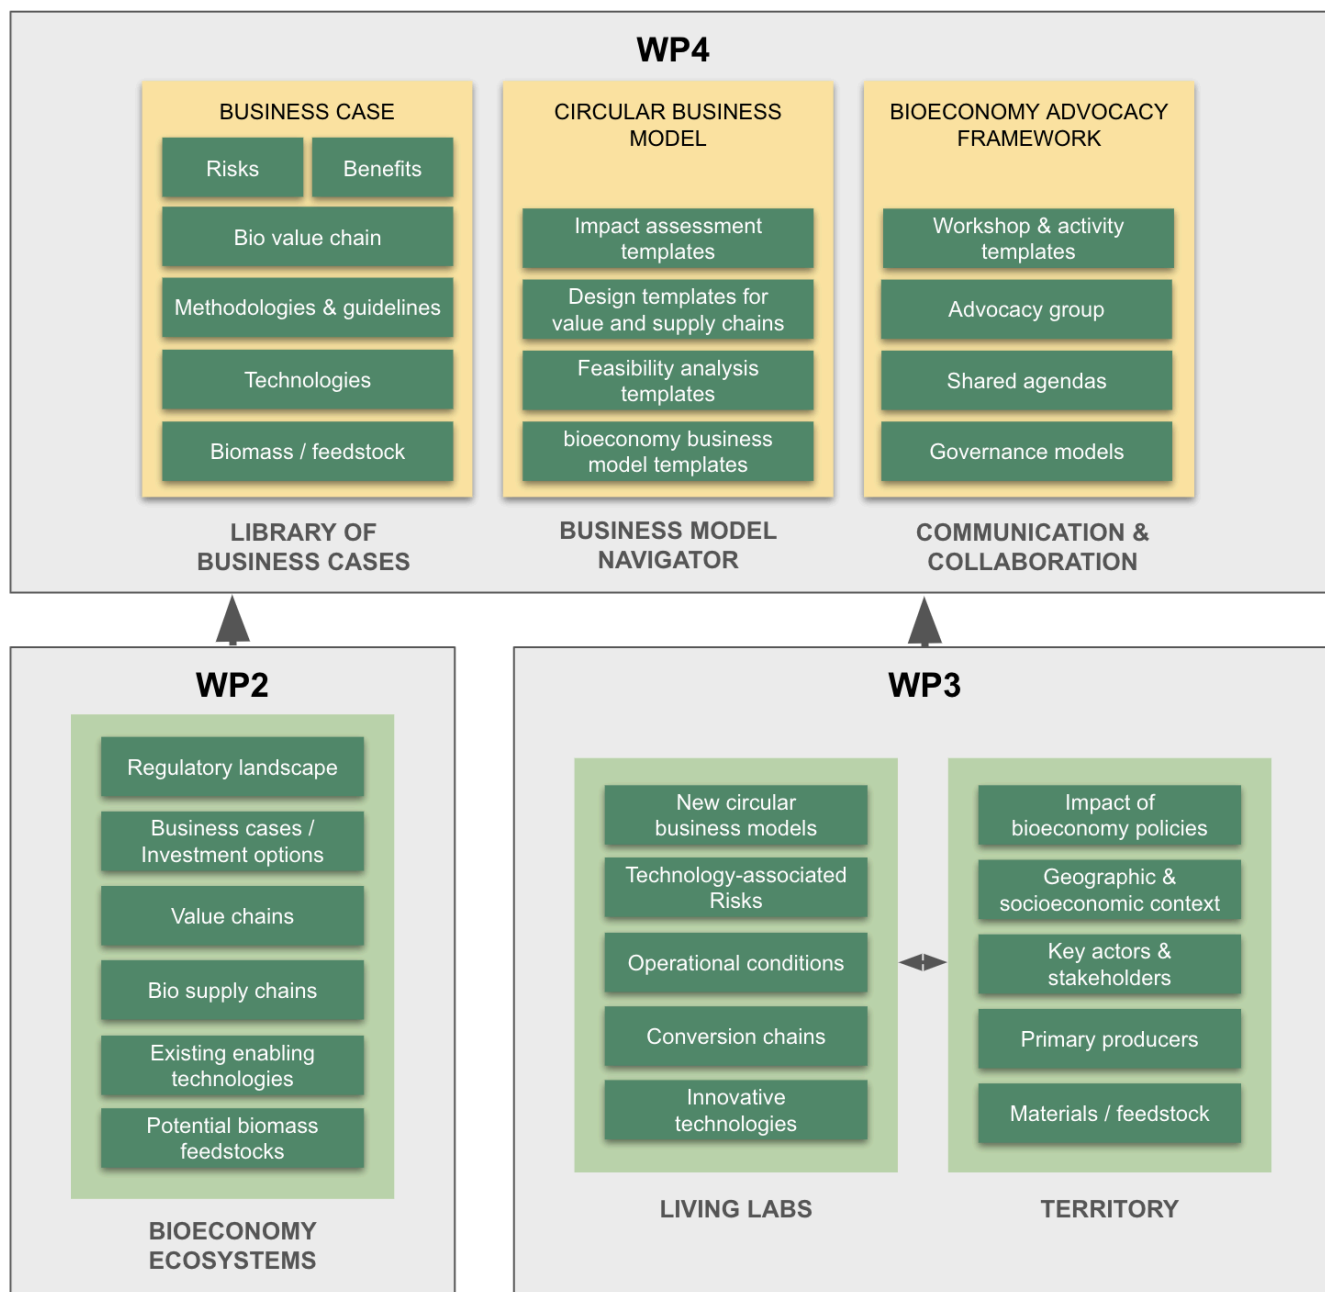 WP4
BUSINESS CASE
Risks
Benefits
Bio value chain
Methodologies & guidelines
Technologies
Biomass / feedstock
LIBRARY OF
BUSINESS CASES
CIRCULAR BUSINESS
MODEL
Impact assessment
templates
Design templates for
value and supply chains
Feasibility analysis
templates
bioeconomy business
model templates
BUSINESS MODEL
NAVIGATOR
BIOECONOMY ADVOCACY
FRAMEWORK
Workshop & activity
templates
Advocacy group
Shared agendas
Governance models
COMMUNICATION &
COLLABORATION
WP2
Regulatory landscape
Business cases /
Investment options
Value chains
Bio supply chains
Existing enabling
technologies
Potential biomass
feedstocks
BIOECONOMY
ECOSYSTEMS
WP3
New circular
business models
Technology-associated
Risks
Operational conditions
Conversion chains
Innovative
technologies
LIVING LABS
Impact of
bioeconomy policies
Geographic &
socioeconomic context
Key actors &
stakeholders
Primary producers
Materials / feedstock
TERRITORY